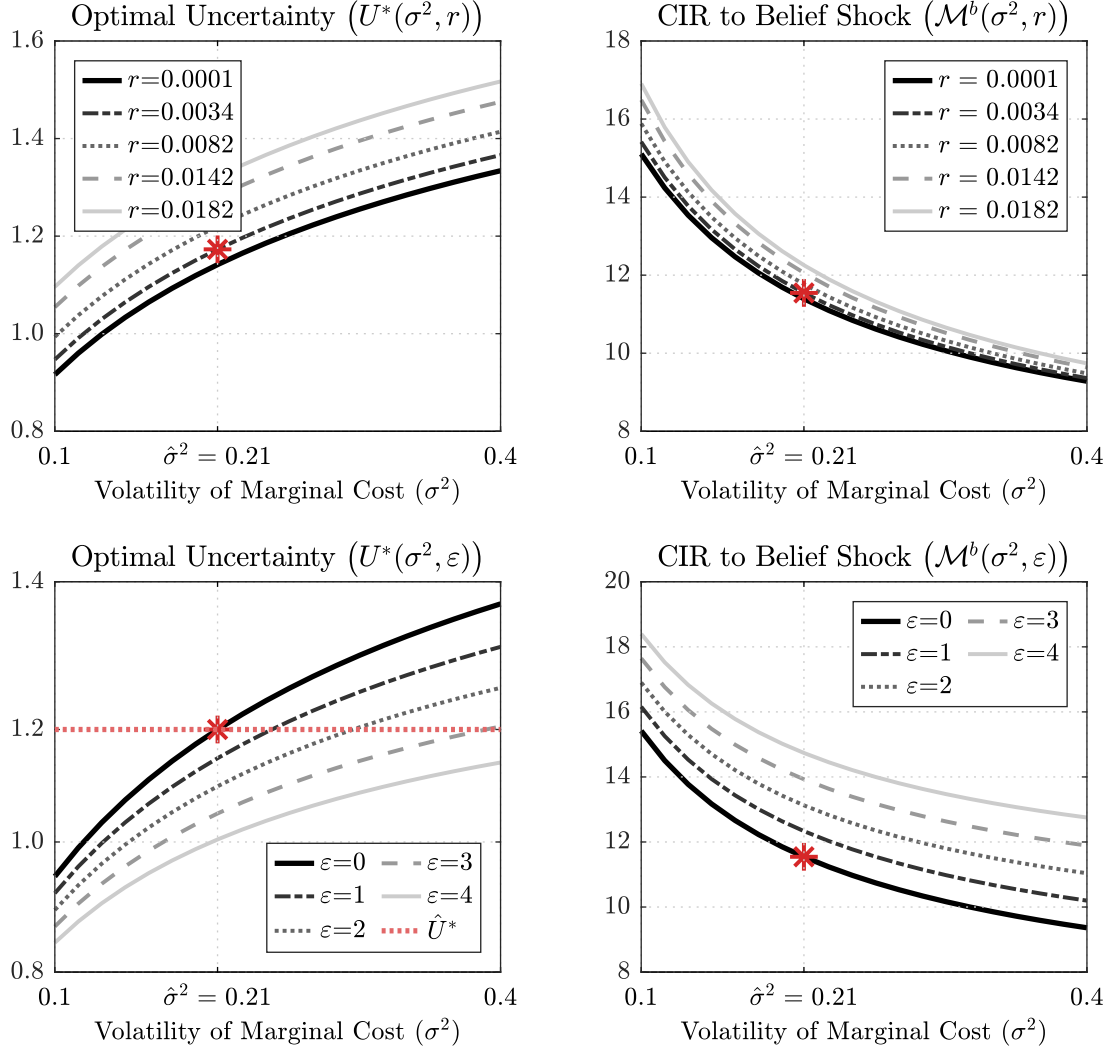 Optimal Uncertainty (U*(σ², r))
1.6
1.4
1.2
1.0
0.8
r=0.0001
r=0.0034
r=0.0082
r=0.0142
r=0.0182
0.1
σ̂² = 0.21
0.4
Volatility of Marginal Cost (σ²)
CIR to Belief Shock (ℳᵇ(σ², r))
18
16
14
12
10
8
r = 0.0001
r = 0.0034
r = 0.0082
r = 0.0142
r = 0.0182
0.1
σ̂² = 0.21
0.4
Volatility of Marginal Cost (σ²)
Optimal Uncertainty (U*(σ², ε))
1.4
1.2
1.0
0.8
ε=0
ε=1
ε=2
ε=3
ε=4
Û*
0.1
σ̂² = 0.21
0.4
Volatility of Marginal Cost (σ²)
CIR to Belief Shock (ℳᵇ(σ², ε))
20
18
16
14
12
10
8
ε=0
ε=1
ε=2
ε=3
ε=4
0.1
σ̂² = 0.21
0.4
Volatility of Marginal Cost (σ²)